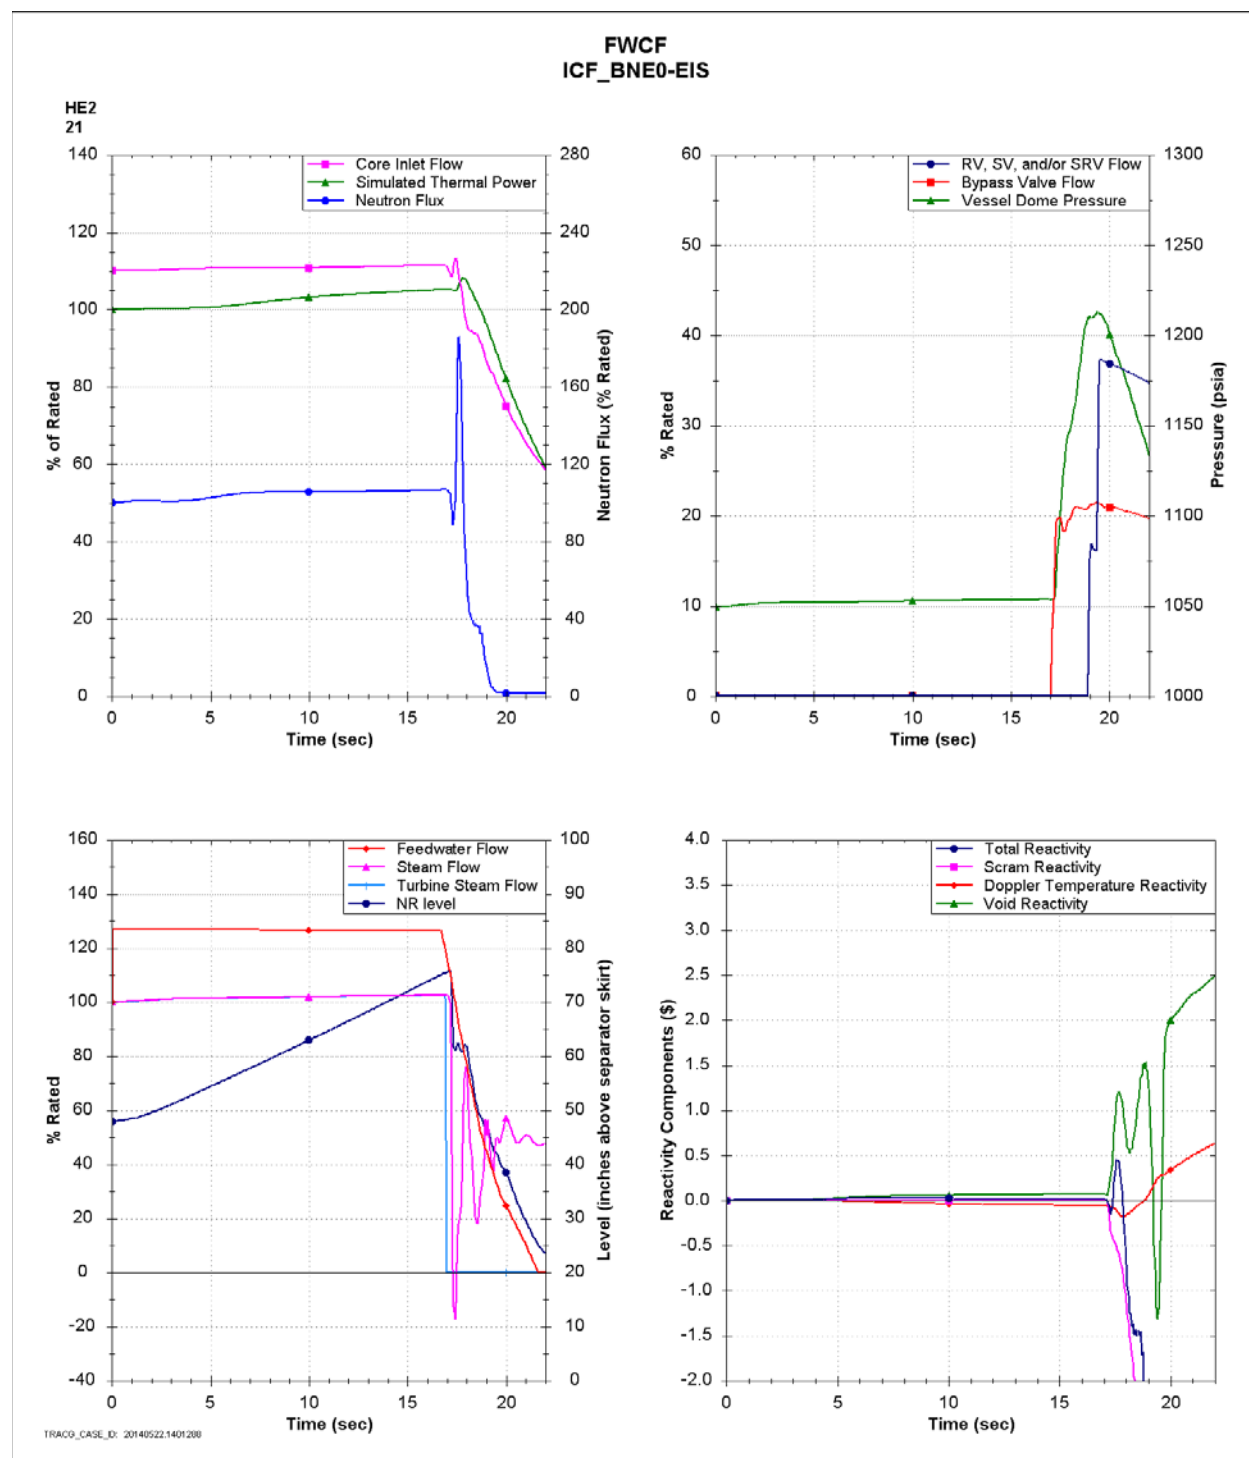 FWCF
ICF_BNE0-EIS
HE2
21
Core Inlet Flow
Simulated Thermal Power
Neutron Flux
140
120
100
80
60
40
20
0
% of Rated
280
240
200
160
120
80
40
0
Neutron Flux (% Rated)
0 5 10 15 20
Time (sec)
RV, SV, and/or SRV Flow
Bypass Valve Flow
Vessel Dome Pressure
60
50
40
30
20
10
0
% Rated
1300
1250
1200
1150
1100
1050
1000
Pressure (psia)
0 5 10 15 20
Time (sec)
Feedwater Flow
Steam Flow
Turbine Steam Flow
NR level
160
140
120
100
80
60
40
20
0
-20
-40
% Rated
100
90
80
70
60
50
40
30
20
10
0
Level (inches above separator skirt)
0 5 10 15 20
Time (sec)
Total Reactivity
Scram Reactivity
Doppler Temperature Reactivity
Void Reactivity
4.0
3.5
3.0
2.5
2.0
1.5
1.0
0.5
0.0
-0.5
-1.0
-1.5
-2.0
Reactivity Components ($)
0 5 10 15 20
Time (sec)
TRACG_CASE_ID: 20140522.1401200